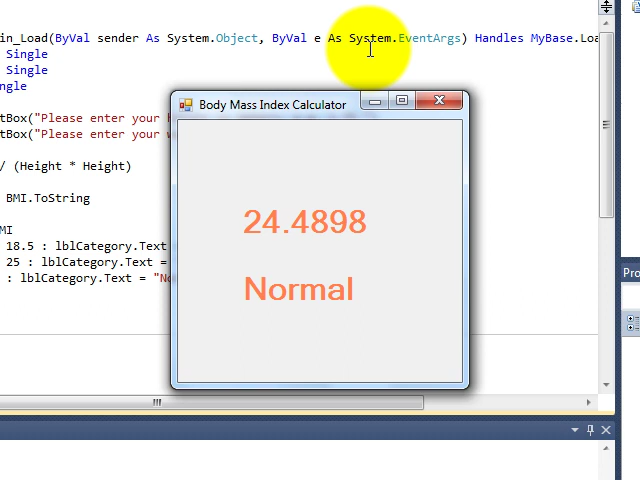 in_Load(ByVal sender As System.Object, ByVal e As System.EventArgs) Handles MyBase.Loa
Single
Single
ngle
Body Mass Index Calculator
tBox("Please enter your
tBox("Please enter your
/ (Height * Height)
BMI.ToString
24.4898
MI
18.5 : lblCategory.Text
25 : lblCategory.Text =
: lblCategory.Text = "No
Normal
Pro